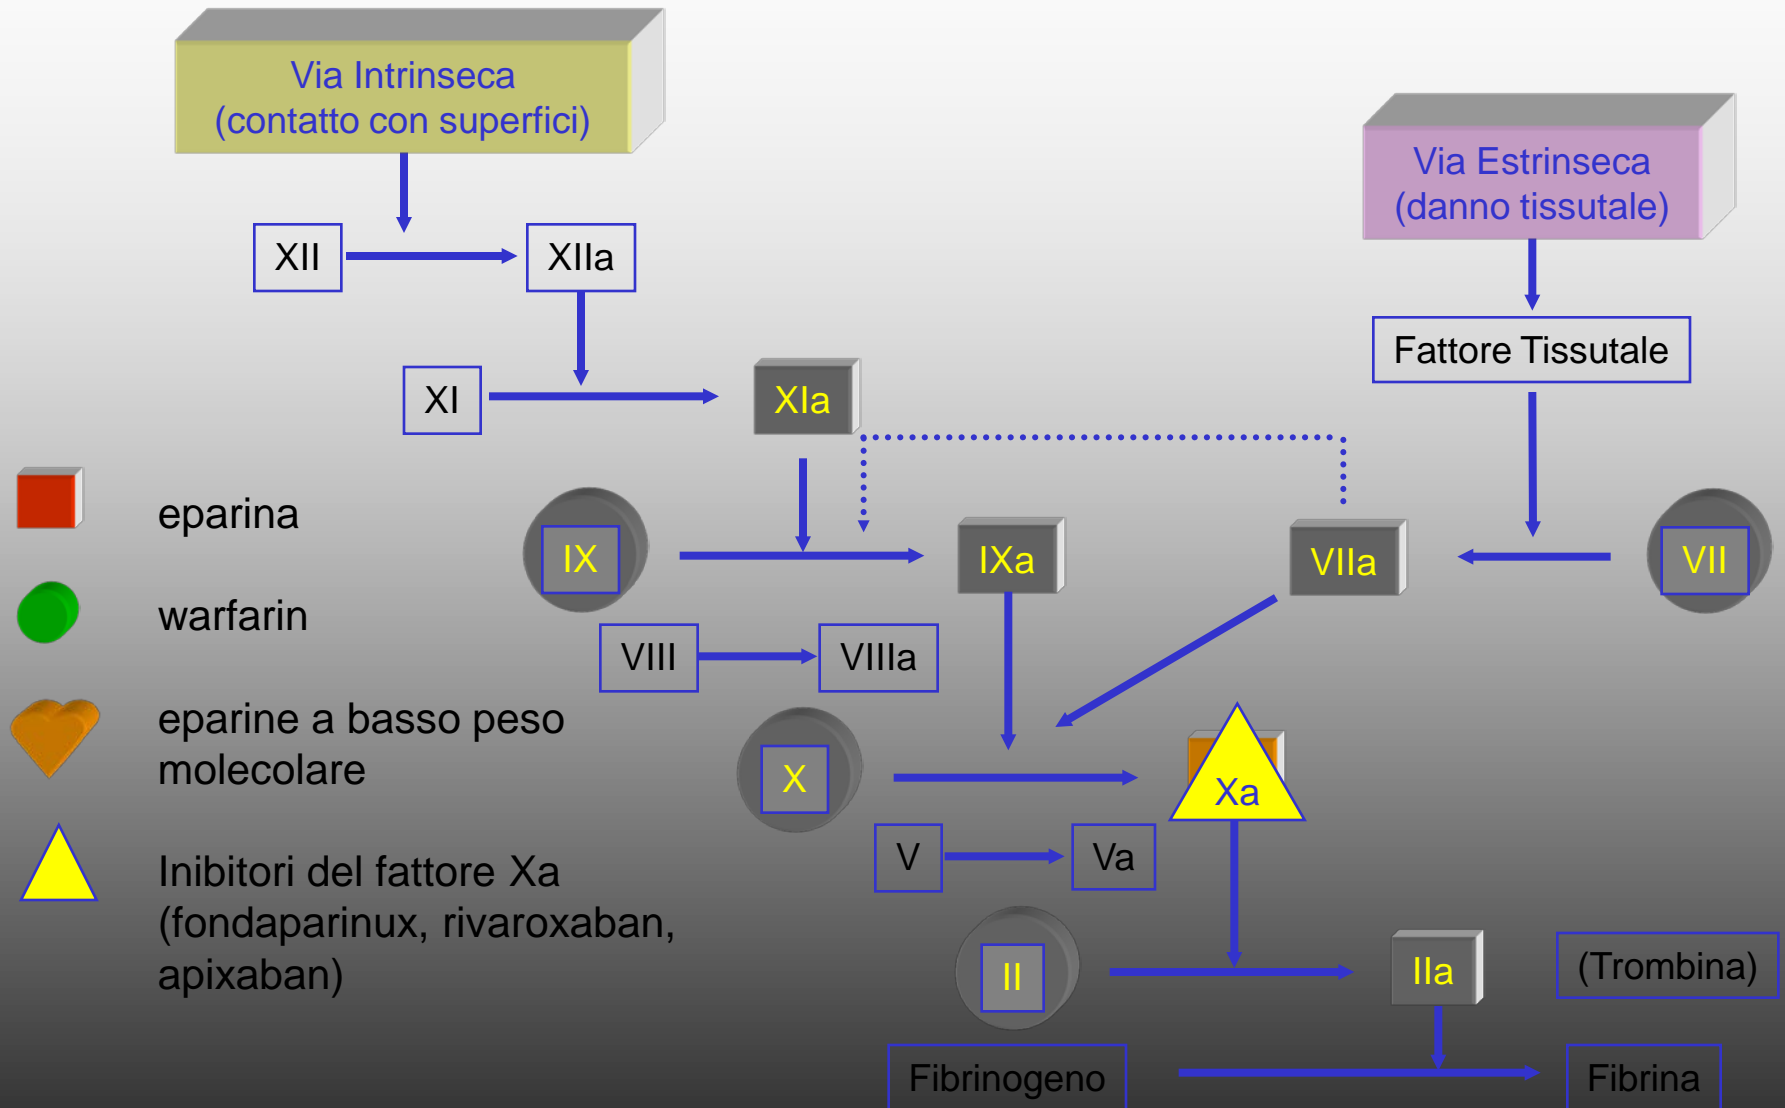 Via Intrinseca
(contatto con superfici)
Via Estrinseca
(danno tissutale)
XII
XIIa
Fattore Tissutale
XI
XIa
eparina
IX
IXa
VIIa
VII
warfarin
VIII
VIIIa
eparine a basso peso
molecolare
X
Xa
V
Va
Inibitori del fattore Xa
(fondaparinux, rivaroxaban,
apixaban)
II
IIa
(Trombina)
Fibrinogeno
Fibrina